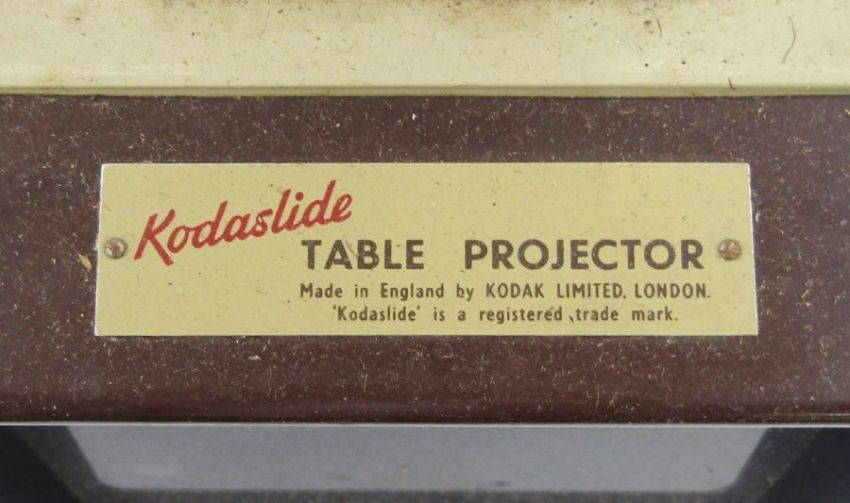 Kodaslide
TABLE PROJECTOR
Made in England by KODAK LIMITED, LONDON.
'Kodaslide' is a registered trade mark.